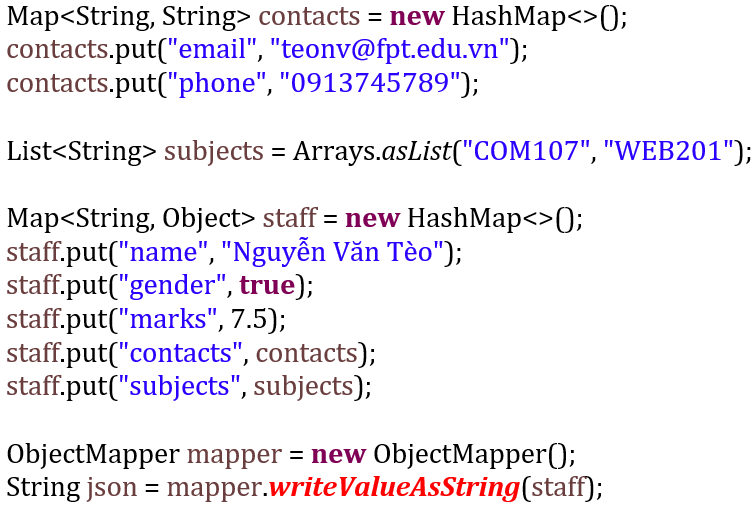 Map<String, String> contacts = new HashMap<>();
contacts.put("email", "teonv@fpt.edu.vn");
contacts.put("phone", "0913745789");
List<String> subjects = Arrays.asList("COM107", "WEB201");
Map<String, Object> staff = new HashMap<>();
staff.put("name", "Nguyễn Văn Tèo");
staff.put("gender", true);
staff.put("marks", 7.5);
staff.put("contacts", contacts);
staff.put("subjects", subjects);
ObjectMapper mapper = new ObjectMapper();
String json = mapper.writeValueAsString(staff);